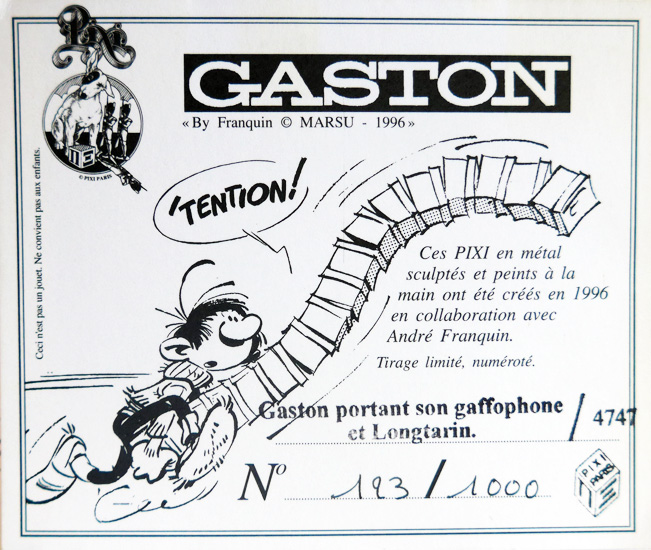 Pixi
© PIXI PARIS
GASTON
« By Franquin © MARSU - 1996 »
Ceci n'est pas un jouet. Ne convient pas aux enfants.
'TENTION!
Ces PIXI en métal
sculptés et peints à la
main ont été créés en 1996
en collaboration avec
André Franquin.
Tirage limité, numéroté.
Gaston portant son gaffophone / 4747
et Longtarin.
N° 193 / 1000
PIXI
PARIS